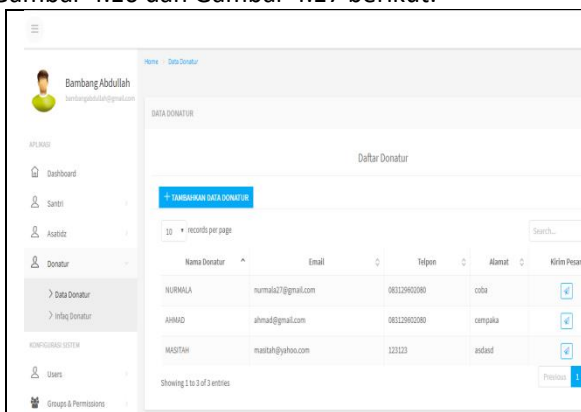 Gambar 4.26 dan Gambar 4.27 berikut:
Home > Data Donatur
Bambang Abdullah
bambangabdullah@gmail.com
DATA DONATUR
APLIKASI
Daftar Donatur
Dashboard
+ TAMBAHKAN DATA DONATUR
Santri
10 records per page
Search...
Asatidz
Nama Donatur Email Telpon Alamat Kirim Pesan
Donatur
NURMALA nurmala27@gmail.com 083129602080 coba
> Data Donatur
> Infaq Donatur
AHMAD ahmad@gmail.com 083129602080 cempaka
KONFIGURASI SISTEM
MASITAH masitah@yahoo.com 123123 asdasd
Users
Showing 1 to 3 of 3 entries
Previous 1
Groups & Permissions